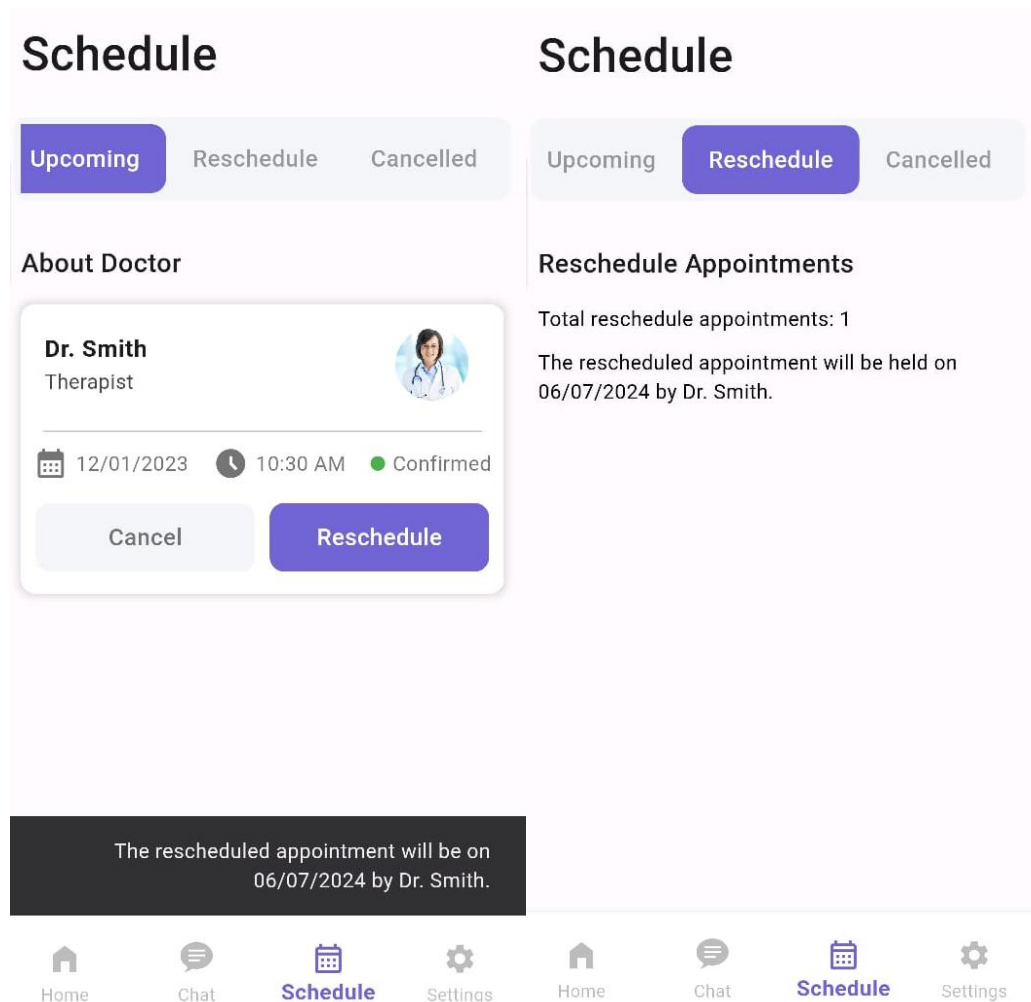 Schedule
Upcoming Reschedule Cancelled
About Doctor
Dr. Smith
Therapist
12/01/2023 10:30 AM Confirmed
Cancel Reschedule
The rescheduled appointment will be on
06/07/2024 by Dr. Smith.
Home Chat Schedule Settings
Schedule
Upcoming Reschedule Cancelled
Reschedule Appointments
Total reschedule appointments: 1
The rescheduled appointment will be held on
06/07/2024 by Dr. Smith.
Home Chat Schedule Settings